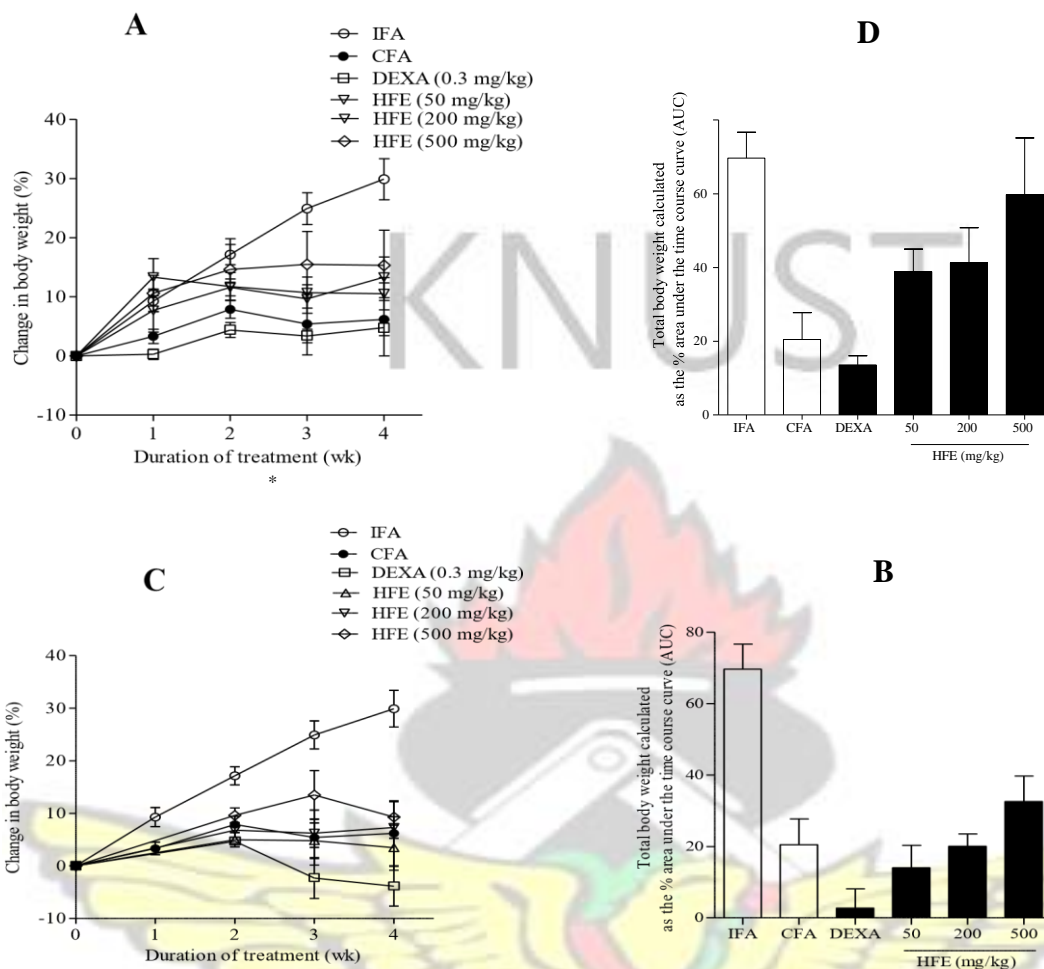 A
IFA
CFA
DEXA (0.3 mg/kg)
HFE (50 mg/kg)
HFE (200 mg/kg)
HFE (500 mg/kg)
Change in body weight (%)
40
30
20
10
0
-10
0 1 2 3 4
Duration of treatment (wk)
*
D
Total body weight calculated
as the % area under the time course curve (AUC)
60
40
20
0
IFA CFA DEXA 50 200 500
HFE (mg/kg)
KNUST
C
IFA
CFA
DEXA (0.3 mg/kg)
HFE (50 mg/kg)
HFE (200 mg/kg)
HFE (500 mg/kg)
Change in body weight (%)
40
30
20
10
0
-10
0 1 2 3 4
Duration of treatment (wk)
B
Total body weight calculated
as the % area under the time course curve (AUC)
80
60
40
20
0
IFA CFA DEXA 50 200 500
HFE (mg/kg)